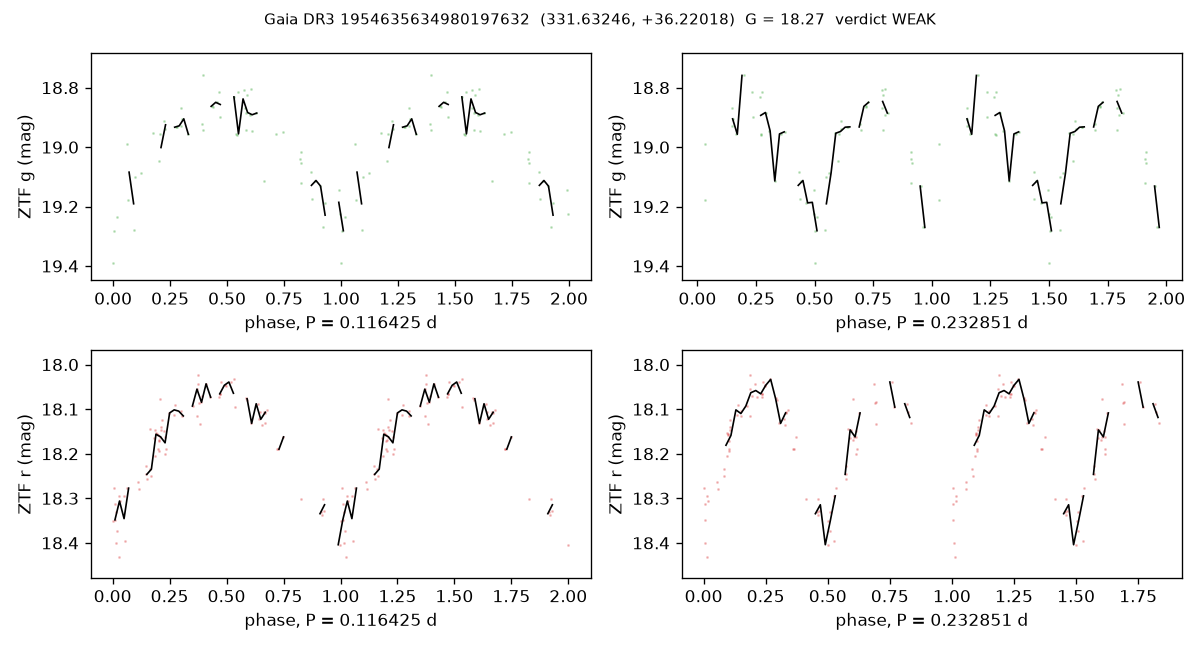 Gaia DR3 1954635634980197632 (331.63246, +36.22018) G = 18.27 verdict WEAK
ZTF g (mag)
18.8
19.0
19.2
19.4
0.00 0.25 0.50 0.75 1.00 1.25 1.50 1.75 2.00
phase, P = 0.116425 d
ZTF g (mag)
18.8
19.0
19.2
19.4
0.00 0.25 0.50 0.75 1.00 1.25 1.50 1.75 2.00
phase, P = 0.232851 d
ZTF r (mag)
18.0
18.1
18.2
18.3
18.4
0.00 0.25 0.50 0.75 1.00 1.25 1.50 1.75 2.00
phase, P = 0.116425 d
ZTF r (mag)
18.0
18.1
18.2
18.3
18.4
0.00 0.25 0.50 0.75 1.00 1.25 1.50 1.75
phase, P = 0.232851 d